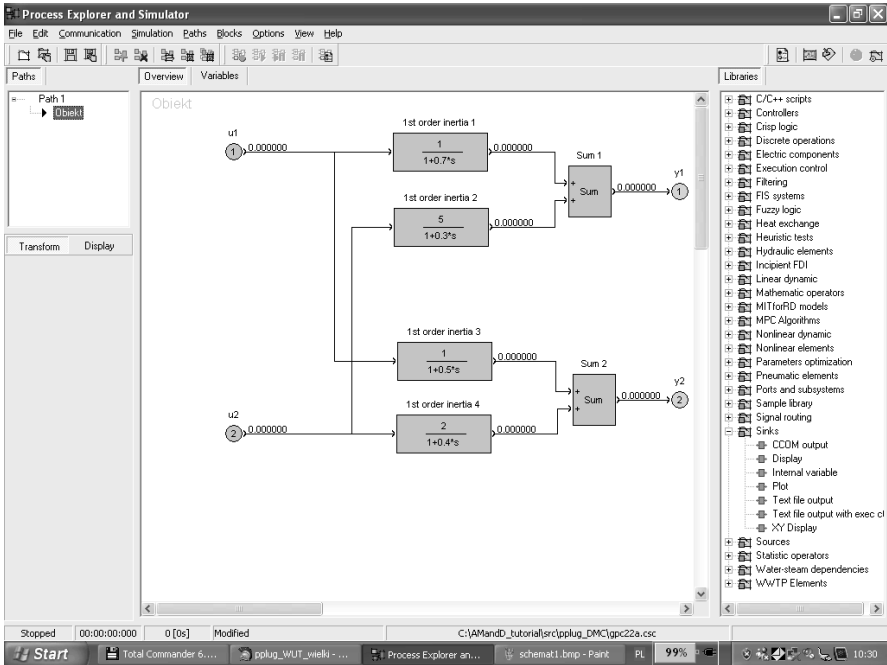 Process Explorer and Simulator
File Edit Communication Simulation Paths Blocks Options View Help
Paths
Overview Variables
Libraries
Path 1
Obiekt
Transform Display
Obiekt
u1
1
0.000000
1st order inertia 1
1
1+0.7*s
0.000000
Sum 1
Sum
+
+
0.000000
y1
1
1st order inertia 2
5
1+0.3*s
0.000000
1st order inertia 3
1
1+0.5*s
0.000000
Sum 2
Sum
+
+
0.000000
y2
2
u2
2
0.000000
1st order inertia 4
2
1+0.4*s
0.000000
C/C++ scripts
Controllers
Crisp logic
Discrete operations
Electric components
Execution control
Filtering
FIS systems
Fuzzy logic
Heat exchange
Heuristic tests
Hydraulic elements
Incipient FDI
Linear dynamic
Mathematic operators
MITforRD models
MPC Algorithms
Nonlinear dynamic
Nonlinear elements
Parameters optimization
Pneumatic elements
Ports and subsystems
Sample library
Signal routing
Sinks
CCOM output
Display
Internal variable
Plot
Text file output
Text file output with exec cl
XY Display
Sources
Statistic operators
Water-steam dependencies
WWTP Elements
Stopped 00:00:00:000 0 [0s] Modified C:\AMandD_tutorial\src\pplug_DMC\gpc22a.csc
Start Total Commander 6.... pplug_WUT_wielki - ... Process Explorer an... schemat1.bmp - Paint PL 99% 10:30